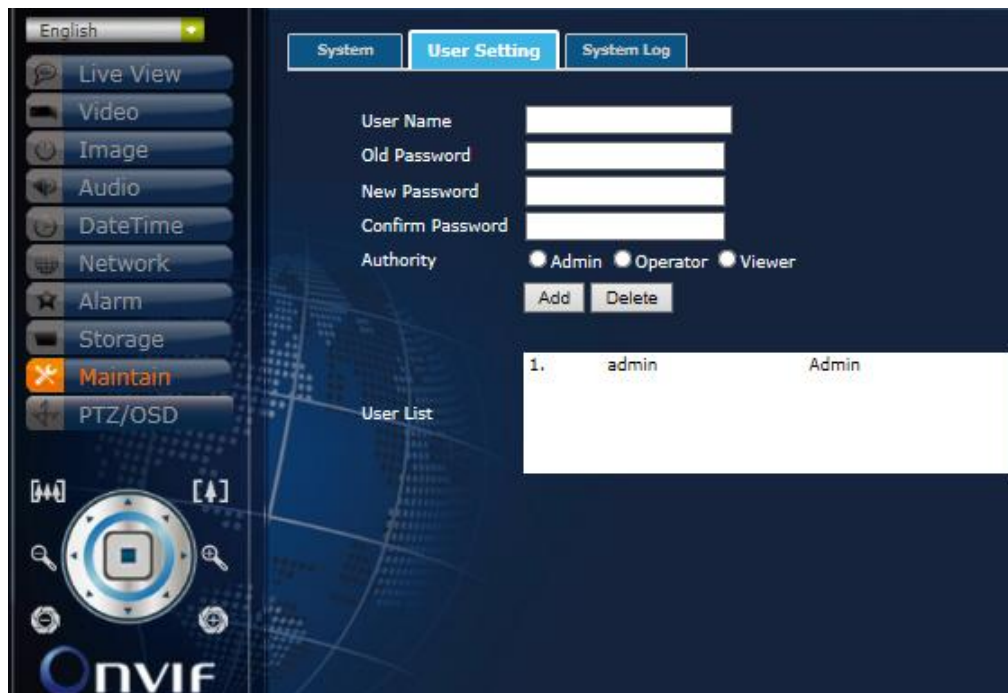 English
Live View
Video
Image
Audio
DateTime
Network
Alarm
Storage
Maintain
PTZ/OSD
Onvif
System
User Setting
System Log
User Name
Old Password
New Password
Confirm Password
Authority
Admin Operator Viewer
Add Delete
User List
1. admin Admin